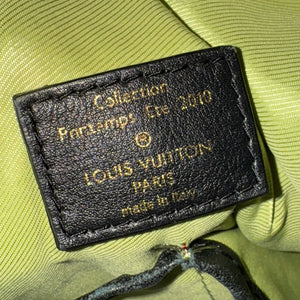 Collection
Printemps Eté 2010
®
LOUIS VUITTON
PARIS
made in Italy